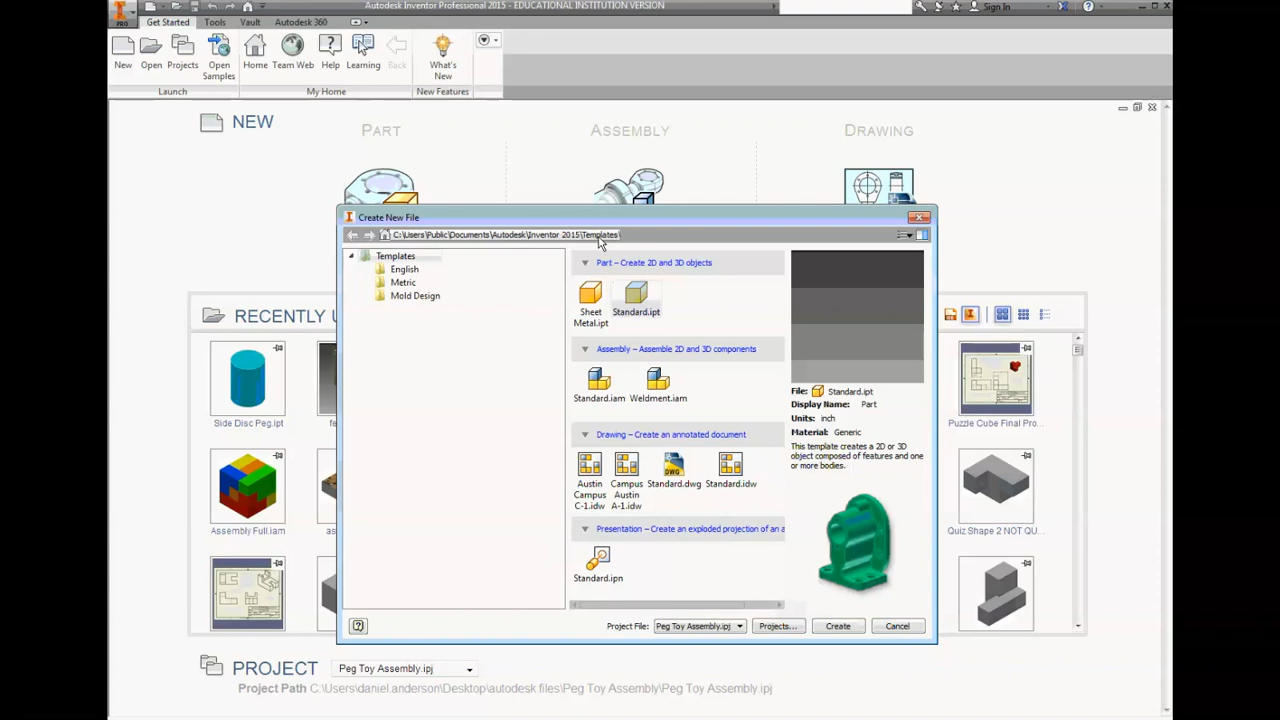 Autodesk Inventor Professional 2015 - EDUCATIONAL INSTITUTION VERSION
Sign In
PRO
Get Started
Tools
Vault
Autodesk 360
New
Open
Projects
Open Samples
Home
Team Web
Help
Learning
Back
What's New
Launch
My Home
New Features
NEW
PART
ASSEMBLY
DRAWING
Create New File
C:\Users\Public\Documents\Autodesk\Inventor 2015\Templates\
Templates
English
Metric
Mold Design
Part – Create 2D and 3D objects
Sheet Metal.ipt
Standard.ipt
Assembly – Assemble 2D and 3D components
Standard.iam
Weldment.iam
Drawing – Create an annotated document
Austin Campus C-1.idw
Campus Austin A-1.idw
DWG
Standard.dwg
Standard.idw
Presentation – Create an exploded projection of an a
Standard.ipn
File: Standard.ipt
Display Name: Part
Units: inch
Material: Generic
This template creates a 2D or 3D
object composed of features and one
or more bodies.
Project File:
Peg Toy Assembly.ipj
Projects...
Create
Cancel
RECENTLY U
Side Disc Peg.ipt
Puzzle Cube Final Pro...
Assembly Full.iam
as
Quiz Shape 2 NOT QU...
PROJECT
Peg Toy Assembly.ipj
Project Path C:\Users\daniel.anderson\Desktop\autodesk files\Peg Toy Assembly\Peg Toy Assembly.ipj